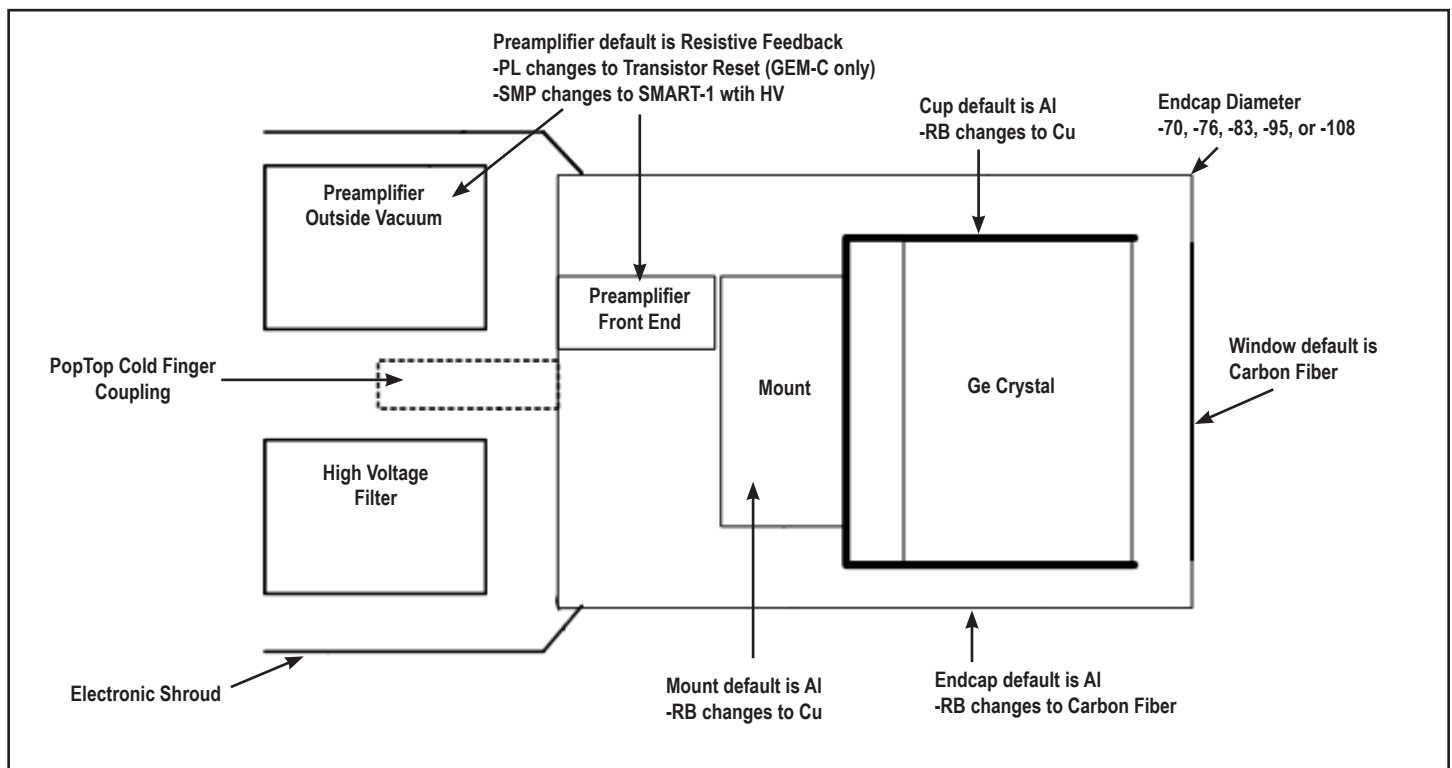 Preamplifier default is Resistive Feedback
-PL changes to Transistor Reset (GEM-C only)
-SMP changes to SMART-1 wtih HV
Cup default is Al
-RB changes to Cu
Endcap Diameter
-70, -76, -83, -95, or -108
Preamplifier
Outside Vacuum
Preamplifier
Front End
PopTop Cold Finger
Coupling
Mount
Ge Crystal
Window default is
Carbon Fiber
High Voltage
Filter
Electronic Shroud
Mount default is Al
-RB changes to Cu
Endcap default is Al
-RB changes to Carbon Fiber